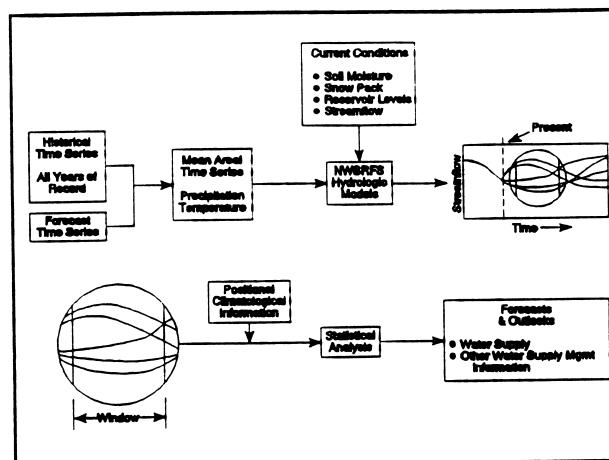 Current Conditions
● Soil Moisture
● Snow Pack
● Reservoir Levels
● Streamflow
Historical
Time Series
All Years of
Record
Forecast
Time Series
Mean Areal
Time Series
Precipitation
Temperature
NWSRFS
Hydrologic
Models
Present
Streamflow
Time
Positional
Climatological
Information
Statistical
Analysis
Forecasts
& Outlooks
● Water Supply
● Other Water Supply Mgmt
Information
Window